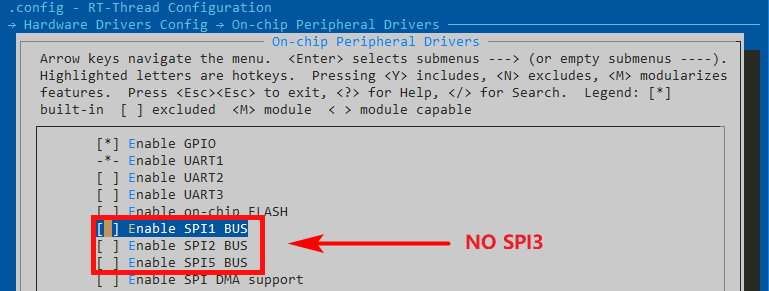 .config - RT-Thread Configuration
→ Hardware Drivers Config → On-chip Peripheral Drivers
On-chip Peripheral Drivers
Arrow keys navigate the menu.  <Enter> selects submenus ---> (or empty submenus ----).
Highlighted letters are hotkeys.  Pressing <Y> includes, <N> excludes, <M> modularizes
features.  Press <Esc><Esc> to exit, <?> for Help, </> for Search.  Legend: [*]
built-in  [ ] excluded  <M> module  < > module capable
[*] Enable GPIO
-*- Enable UART1
[ ] Enable UART2
[ ] Enable UART3
[ ] Enable on-chip FLASH
[ ] Enable SPI1 BUS
[ ] Enable SPI2 BUS
[ ] Enable SPI5 BUS
[ ] Enable SPI DMA support
NO SPI3